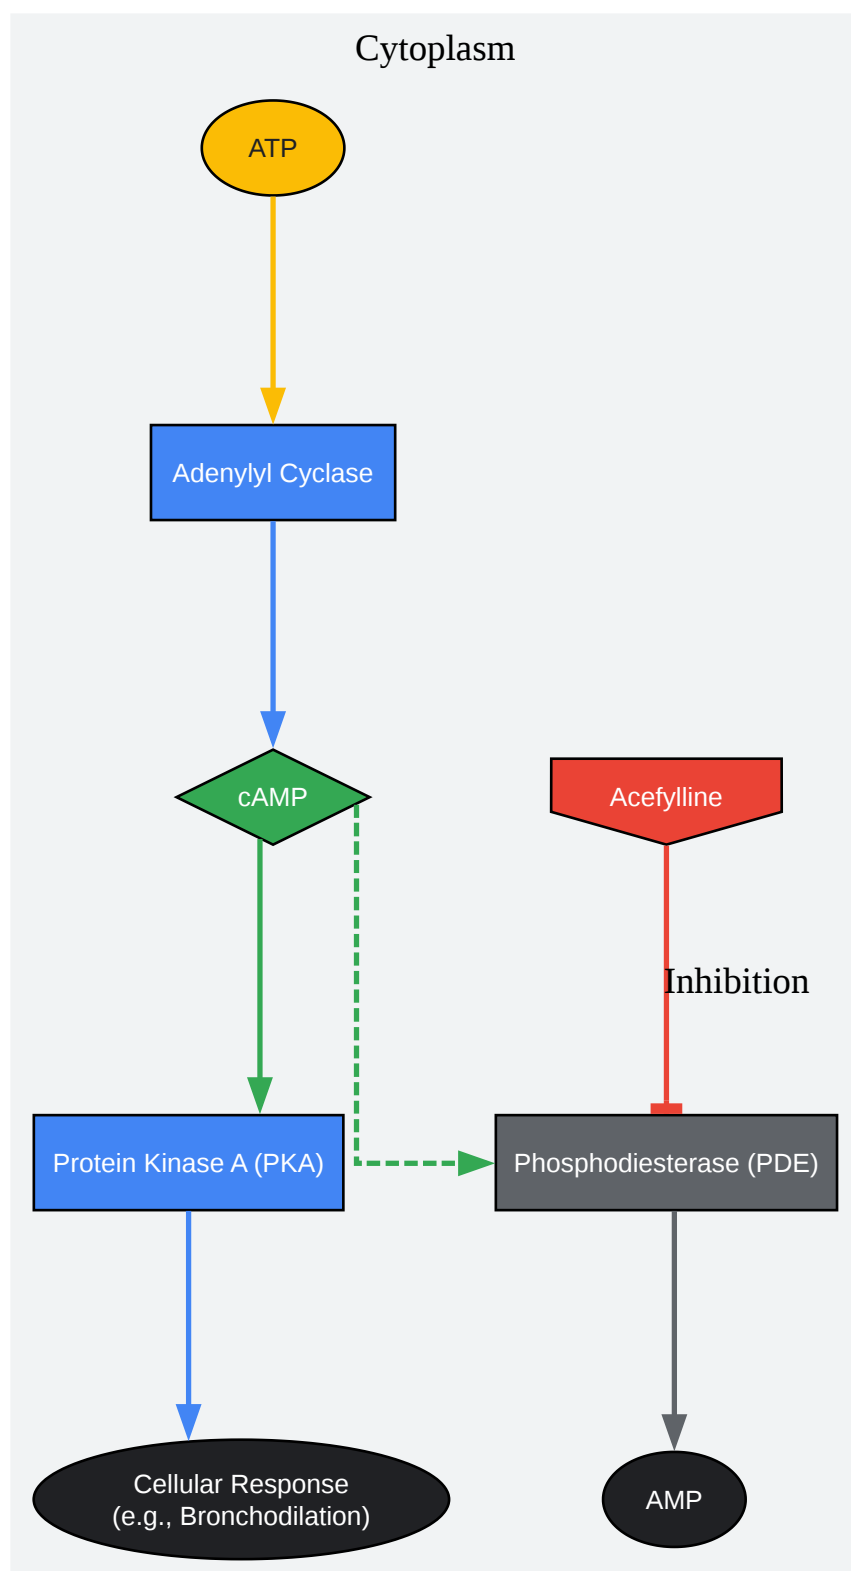 Cytoplasm
ATP
Adenylyl Cyclase
cAMP
Acefylline
Inhibition
Protein Kinase A (PKA)
Phosphodiesterase (PDE)
Cellular Response
(e.g., Bronchodilation)
AMP